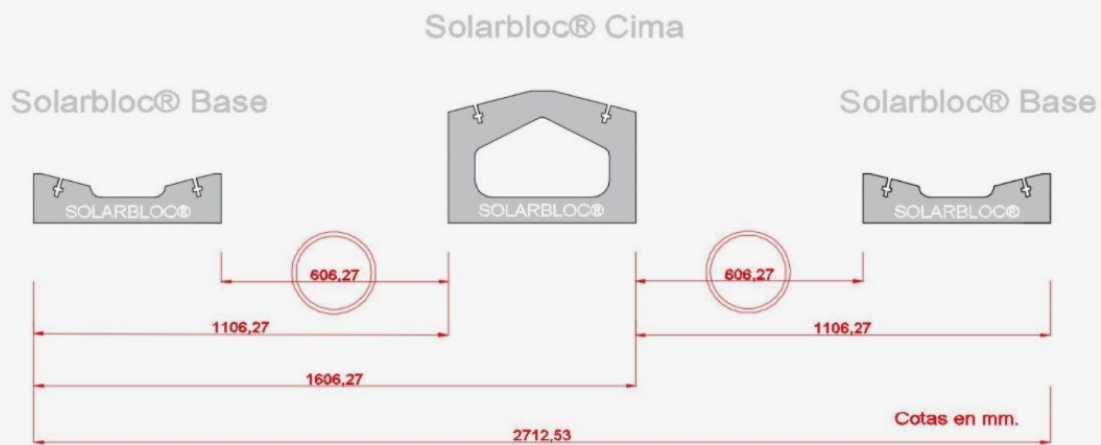 Solarbloc® Cima
Solarbloc® Base
Solarbloc® Base
SOLARBLOC®
SOLARBLOC®
SOLARBLOC®
606,27
606,27
1106,27
1106,27
1606,27
Cotas en mm.
2712,53